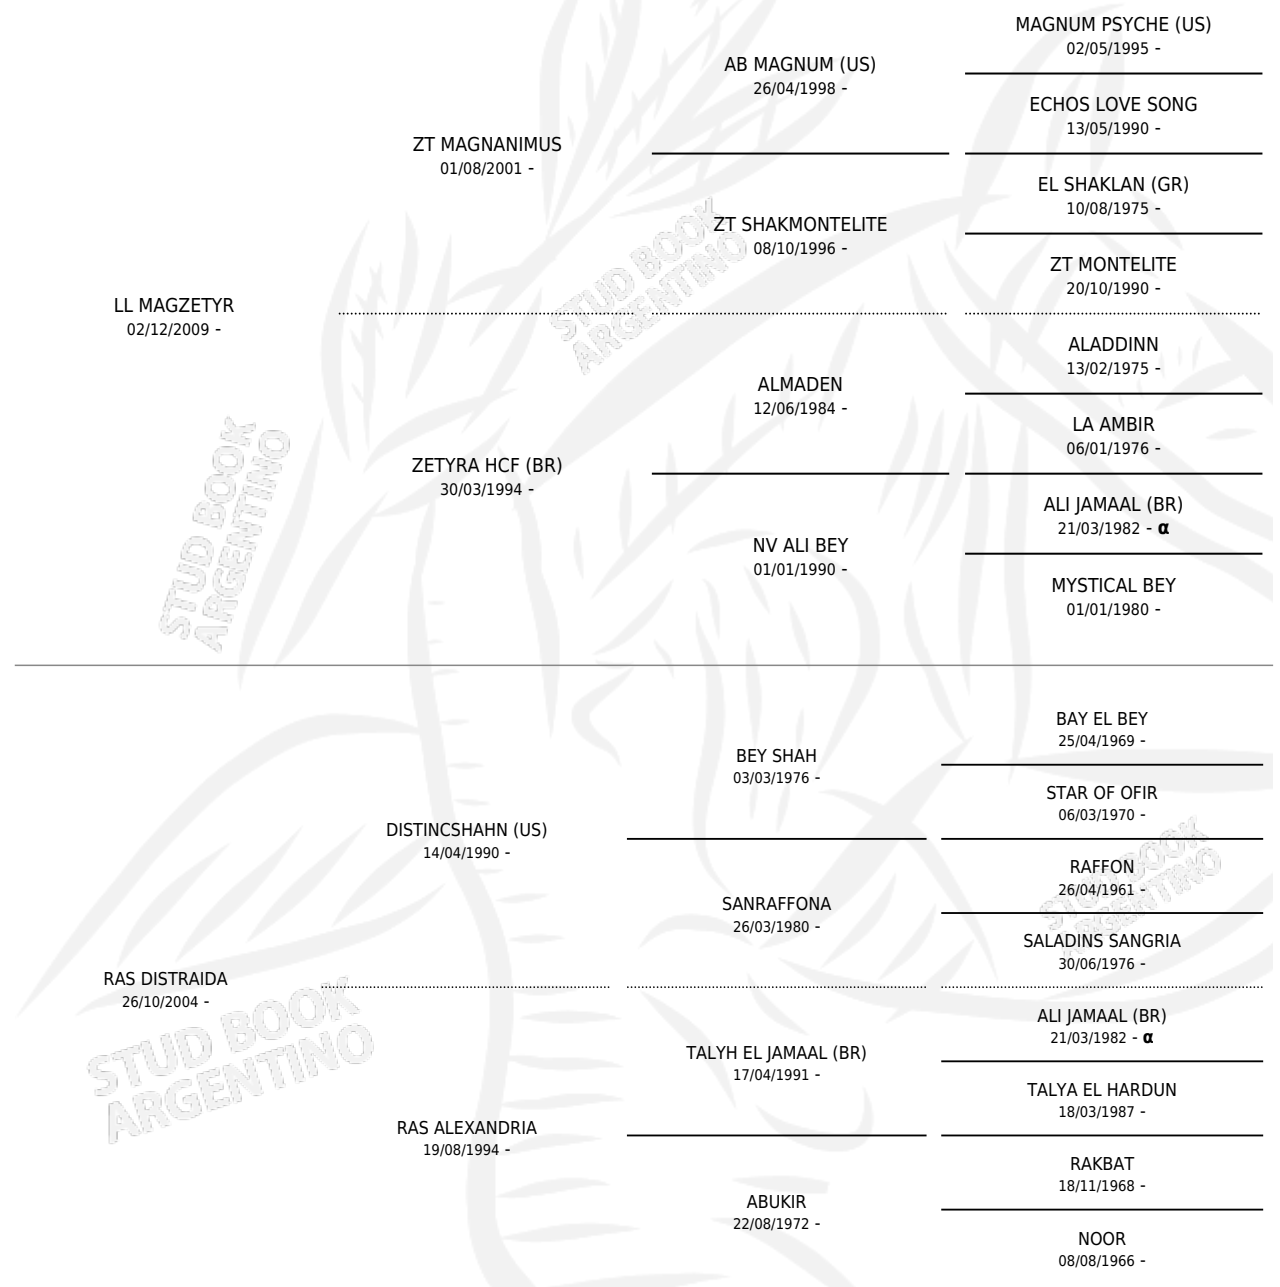 MAGNUM PSYCHE (US)
02/05/1995 -
AB MAGNUM (US)
26/04/1998 -
ECHOS LOVE SONG
13/05/1990 -
ZT MAGNANIMUS
01/08/2001 -
EL SHAKLAN (GR)
10/08/1975 -
ZT SHAKMONTELITE
08/10/1996 -
ZT MONTELITE
20/10/1990 -
LL MAGZETYR
02/12/2009 -
ALADDINN
13/02/1975 -
ALMADEN
12/06/1984 -
LA AMBIR
06/01/1976 -
ZETYRA HCF (BR)
30/03/1994 -
ALI JAMAAL (BR)
21/03/1982 - α
NV ALI BEY
01/01/1990 -
MYSTICAL BEY
01/01/1980 -
STUD BOOK
ARGENTINO
STUD BOOK
ARGENTINO
BAY EL BEY
25/04/1969 -
BEY SHAH
03/03/1976 -
STAR OF OFIR
06/03/1970 -
DISTINCSHAHN (US)
14/04/1990 -
RAFFON
26/04/1961 -
SANRAFFONA
26/03/1980 -
SALADINS SANGRIA
30/06/1976 -
RAS DISTRAIDA
26/10/2004 -
ALI JAMAAL (BR)
21/03/1982 - α
TALYH EL JAMAAL (BR)
17/04/1991 -
TALYA EL HARDUN
18/03/1987 -
RAS ALEXANDRIA
19/08/1994 -
RAKBAT
18/11/1968 -
ABUKIR
22/08/1972 -
NOOR
08/08/1966 -
STUD BOOK
ARGENTINO
STUD BOOK
ARGENTINO